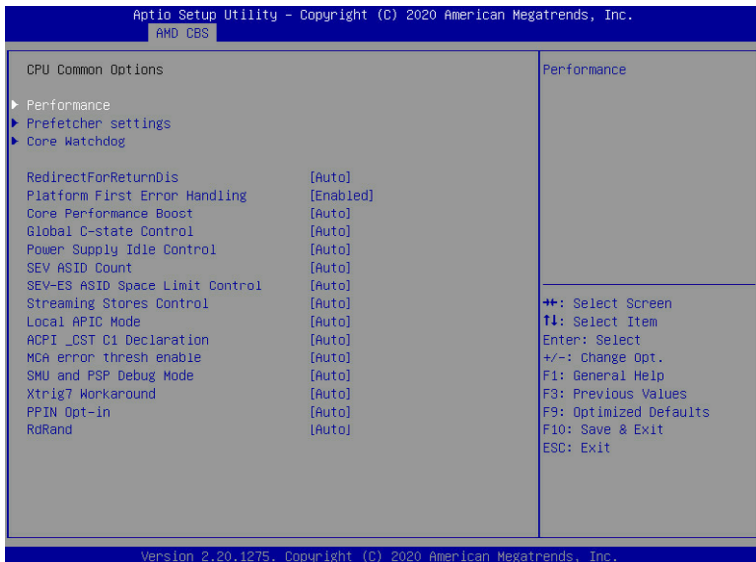 Aptio Setup Utility – Copyright (C) 2020 American Megatrends, Inc.
AMD CBS
CPU Common Options
Performance
Prefetcher settings
Core Watchdog
RedirectForReturnDis [Auto]
Platform First Error Handling [Enabled]
Core Performance Boost [Auto]
Global C-state Control [Auto]
Power Supply Idle Control [Auto]
SEV ASID Count [Auto]
SEV-ES ASID Space Limit Control [Auto]
Streaming Stores Control [Auto]
Local APIC Mode [Auto]
ACPI _CST C1 Declaration [Auto]
MCA error thresh enable [Auto]
SMU and PSP Debug Mode [Auto]
Xtrig7 Workaround [Auto]
PPIN Opt-in [Auto]
RdRand [Auto]
Performance
→←: Select Screen
↑↓: Select Item
Enter: Select
+/-: Change Opt.
F1: General Help
F3: Previous Values
F9: Optimized Defaults
F10: Save & Exit
ESC: Exit
Version 2.20.1275. Copyright (C) 2020 American Megatrends, Inc.